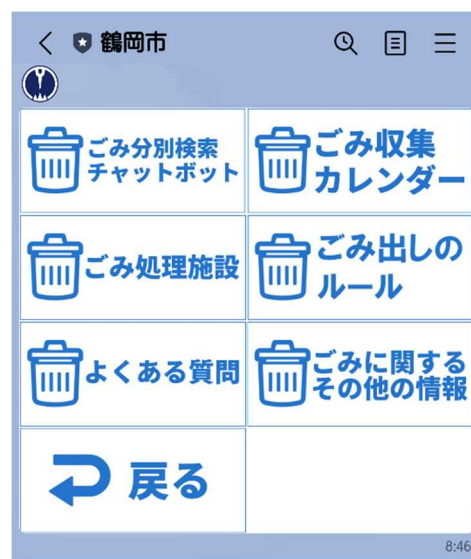 鶴岡市
ごみ分別検索
チャットボット
ごみ収集
カレンダー
ごみ処理施設
ごみ出しの
ルール
よくある質問
ごみに関する
その他の情報
戻る
8:46